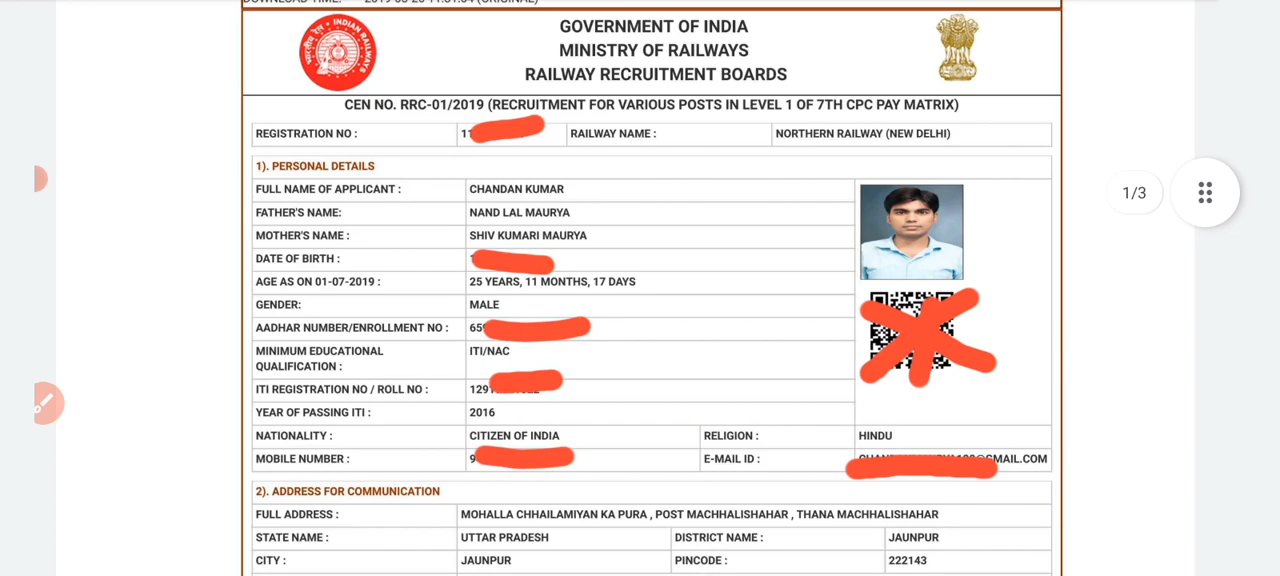 GOVERNMENT OF INDIA
MINISTRY OF RAILWAYS
RAILWAY RECRUITMENT BOARDS
CEN NO. RRC-01/2019 (RECRUITMENT FOR VARIOUS POSTS IN LEVEL 1 OF 7TH CPC PAY MATRIX)
REGISTRATION NO : RAILWAY NAME : NORTHERN RAILWAY (NEW DELHI)
1). PERSONAL DETAILS
FULL NAME OF APPLICANT : CHANDAN KUMAR
FATHER'S NAME: NAND LAL MAURYA
MOTHER'S NAME : SHIV KUMARI MAURYA
DATE OF BIRTH :
AGE AS ON 01-07-2019 : 25 YEARS, 11 MONTHS, 17 DAYS
GENDER: MALE
AADHAR NUMBER/ENROLLMENT NO :
MINIMUM EDUCATIONAL
QUALIFICATION : ITI/NAC
ITI REGISTRATION NO / ROLL NO :
YEAR OF PASSING ITI : 2016
NATIONALITY : CITIZEN OF INDIA RELIGION : HINDU
MOBILE NUMBER : E-MAIL ID :
2). ADDRESS FOR COMMUNICATION
FULL ADDRESS : MOHALLA CHHAILAMIYAN KA PURA , POST MACHHALISHAHAR , THANA MACHHALISHAHAR
STATE NAME : UTTAR PRADESH DISTRICT NAME : JAUNPUR
CITY : JAUNPUR PINCODE : 222143
1/3